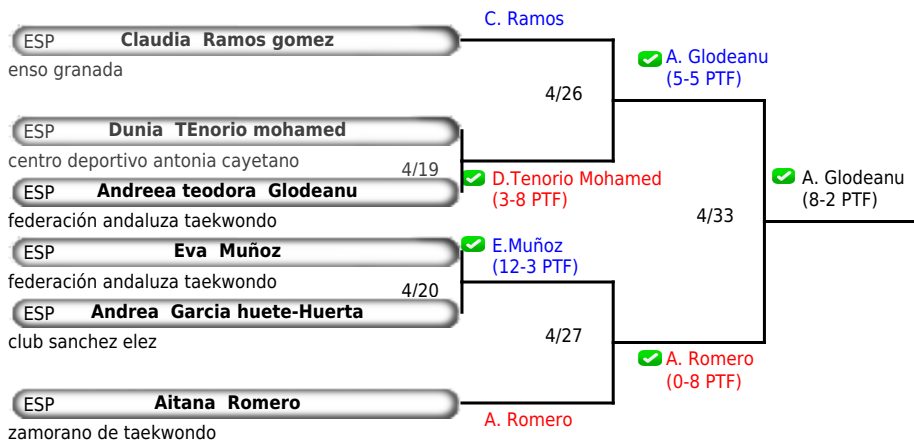 C. Ramos
ESP Claudia Ramos gomez
enso granada
A. Glodeanu
(5-5 PTF)
4/26
ESP Dunia TEnorio mohamed
centro deportivo antonia cayetano
4/19
ESP Andreea teodora Glodeanu
federación andaluza taekwondo
D.Tenorio Mohamed
(3-8 PTF)
A. Glodeanu
(8-2 PTF)
4/33
ESP Eva Muñoz
federación andaluza taekwondo
E.Muñoz
(12-3 PTF)
4/20
ESP Andrea Garcia huete-Huerta
club sanchez elez
4/27
A. Romero
(0-8 PTF)
ESP Aitana Romero
zamorano de taekwondo
A. Romero